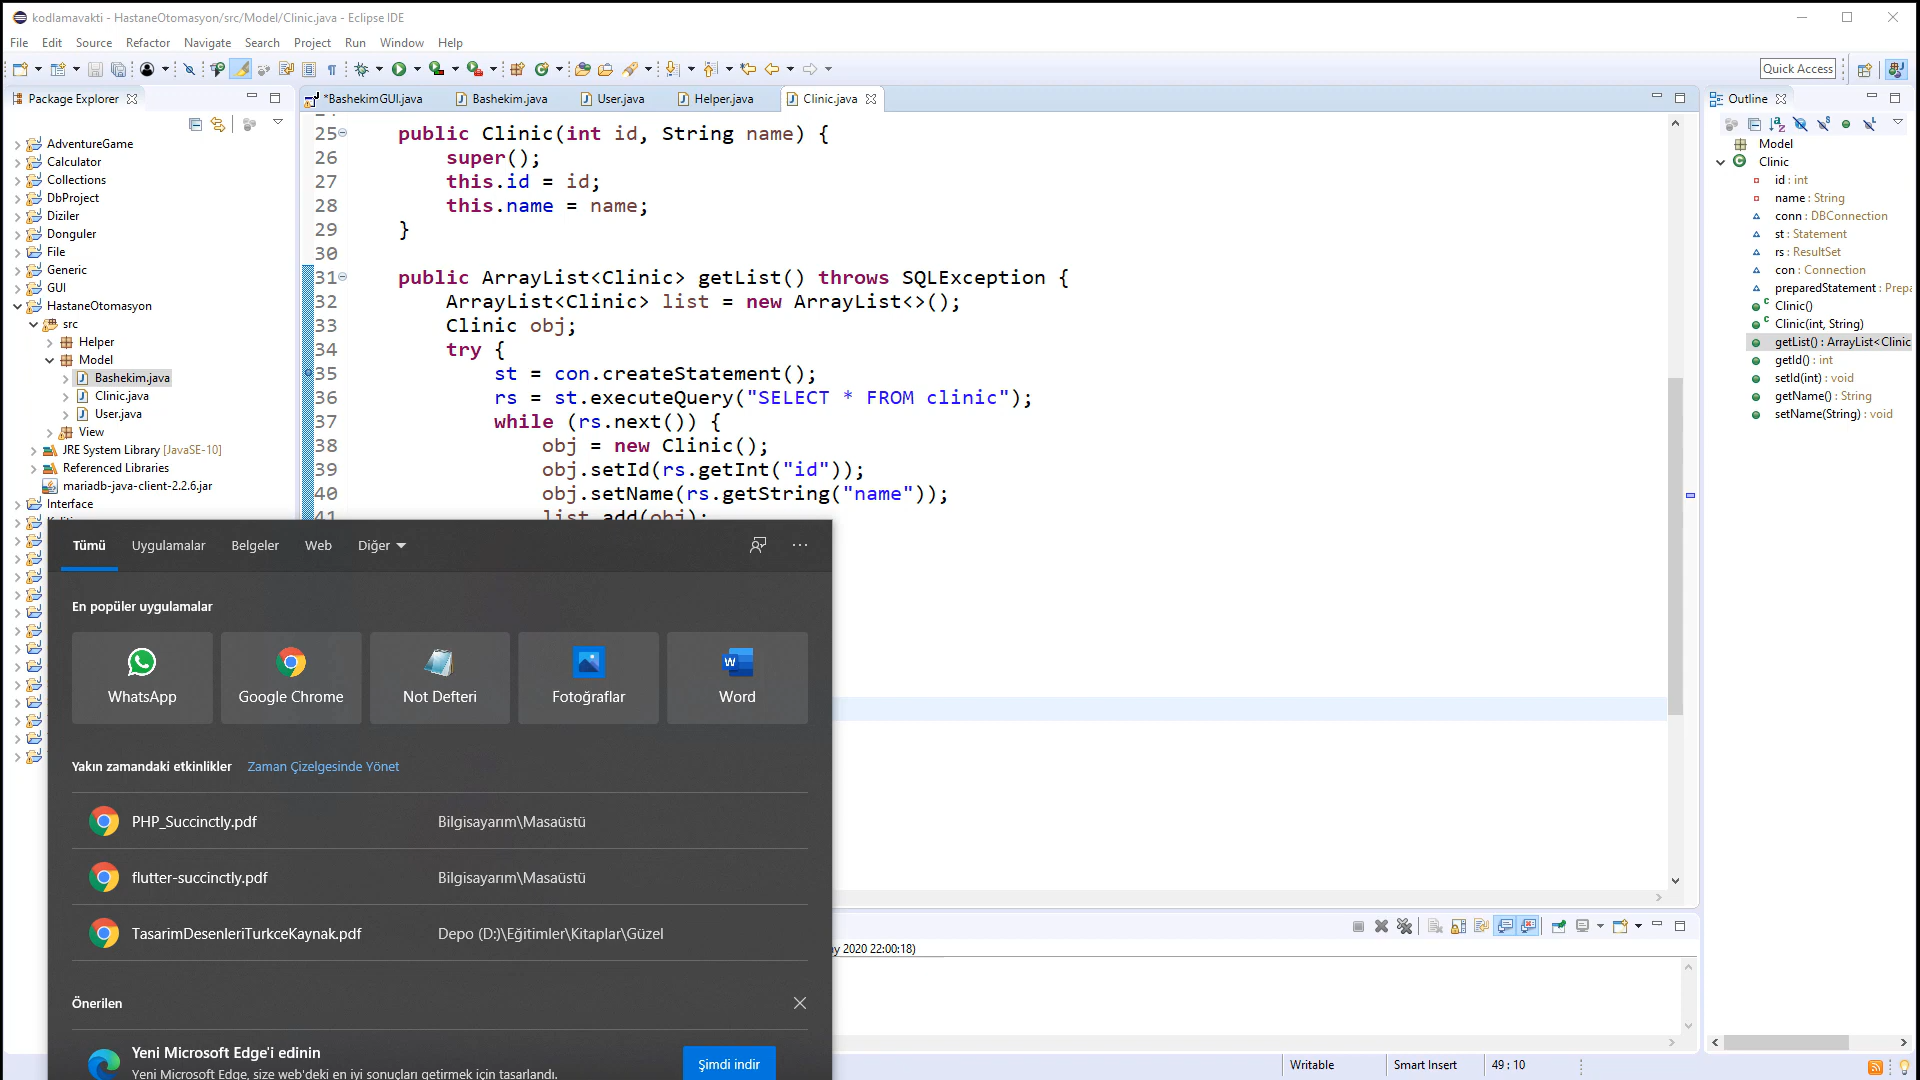 kodlamavakti - HastaneOtomasyon/src/Model/Clinic.java - Eclipse IDE
File Edit Source Refactor Navigate Search Project Run Window Help
Quick Access
Package Explorer
*BashekimGUI.java Bashekim.java User.java Helper.java Clinic.java
Outline
AdventureGame
Calculator
Collections
DbProject
Diziler
Donguler
File
Generic
GUI
HastaneOtomasyon
src
Helper
Model
Bashekim.java
Clinic.java
User.java
View
JRE System Library [JavaSE-10]
Referenced Libraries
mariadb-java-client-2.2.6.jar
Interface
25 public Clinic(int id, String name) {
26 super();
27 this.id = id;
28 this.name = name;
29 }
30
31 public ArrayList<Clinic> getList() throws SQLException {
32 ArrayList<Clinic> list = new ArrayList<>();
33 Clinic obj;
34 try {
35 st = con.createStatement();
36 rs = st.executeQuery("SELECT * FROM clinic");
37 while (rs.next()) {
38 obj = new Clinic();
39 obj.setId(rs.getInt("id"));
40 obj.setName(rs.getString("name"));
41 list.add(obj);
Model
Clinic
id : int
name : String
conn : DBConnection
st : Statement
rs : ResultSet
con : Connection
preparedStatement : Prepa
Clinic()
Clinic(int, String)
getList() : ArrayList<Clinic
getId() : int
setId(int) : void
getName() : String
setName(String) : void
Tümü Uygulamalar Belgeler Web Diğer
En popüler uygulamalar
WhatsApp Google Chrome Not Defteri Fotoğraflar Word
Yakın zamandaki etkinlikler Zaman Çizelgesinde Yönet
PHP_Succinctly.pdf Bilgisayarım\Masaüstü
flutter-succinctly.pdf Bilgisayarım\Masaüstü
TasarimDesenleriTurkceKaynak.pdf Depo (D:)\Eğitimler\Kitaplar\Güzel
Önerilen
Yeni Microsoft Edge'i edinin
Yeni Microsoft Edge, size web'deki en iyi sonuçları getirmek için tasarlandı.
Şimdi indir
2020 22:00:18)
Writable Smart Insert 49 : 10